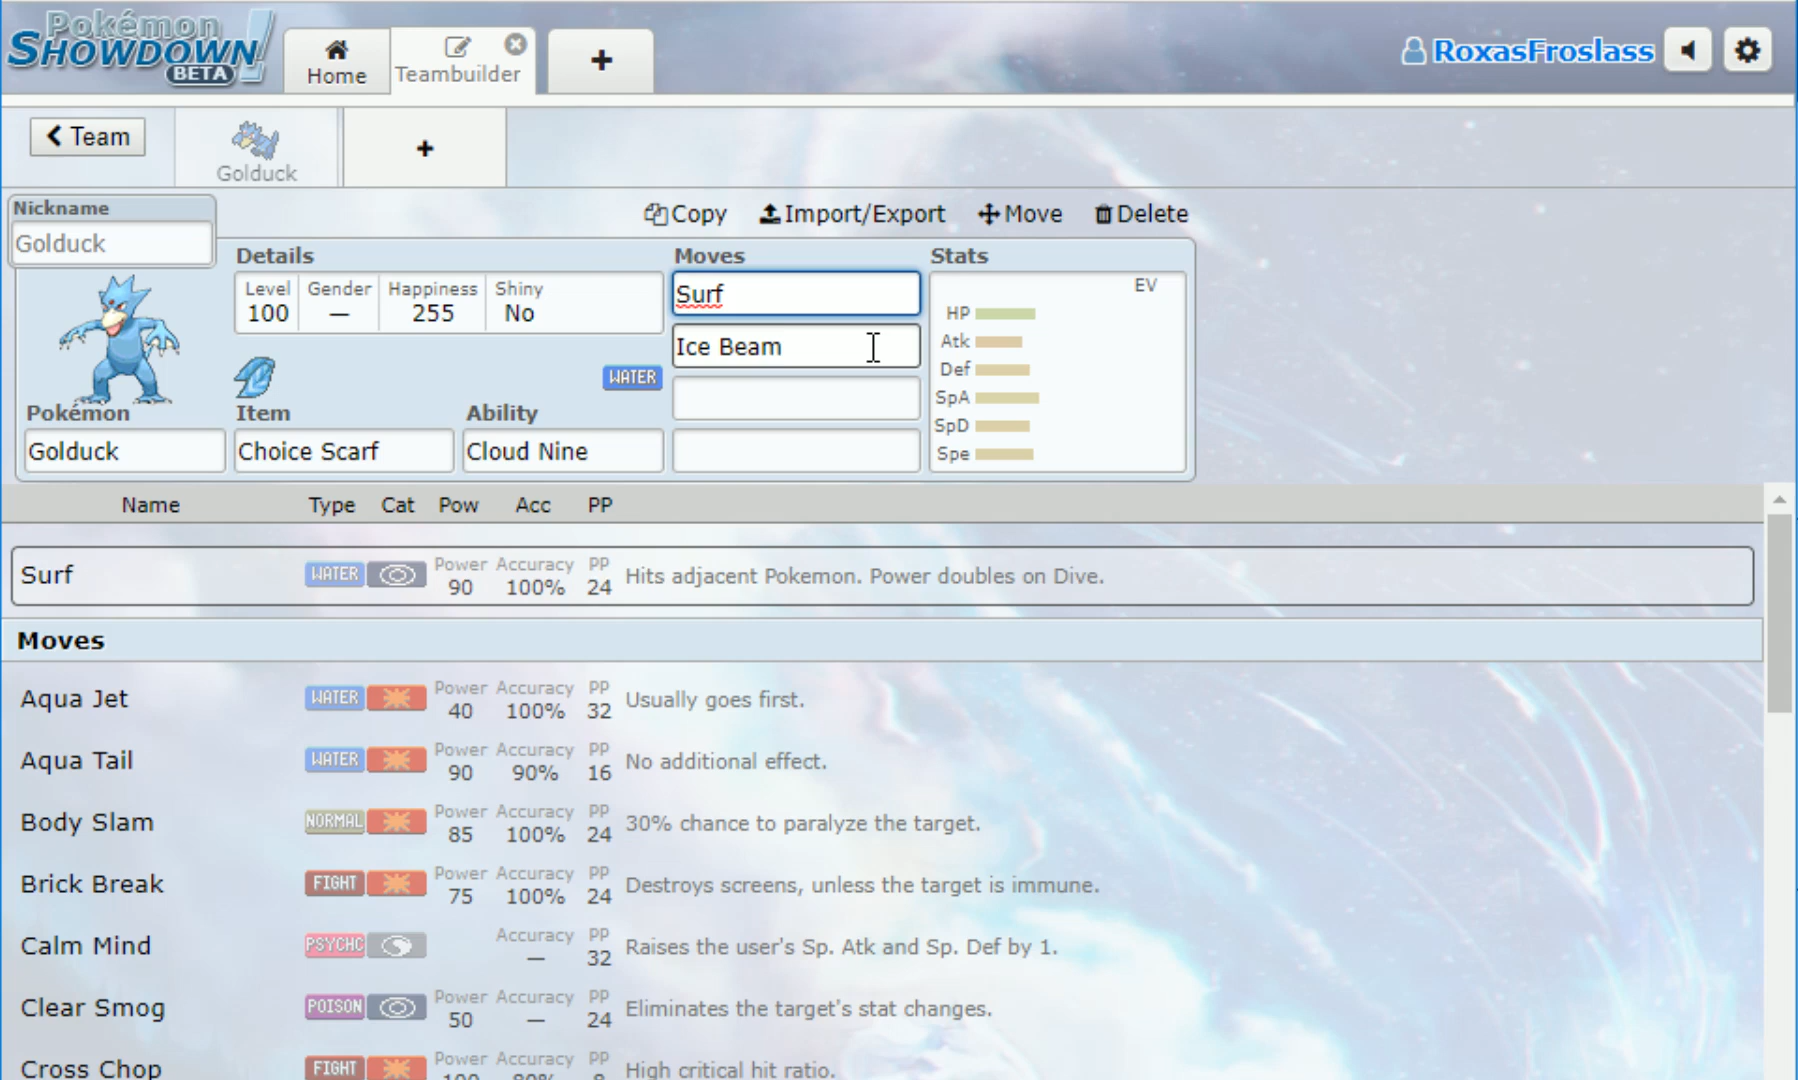 Pokémon
SHOWDOWN!
BETA
Home
Teambuilder
RoxasFroslass
Team
Golduck
Nickname
Golduck
Copy Import/Export Move Delete
Details Moves Stats
Level Gender Happiness Shiny
100 — 255 No
Surf
Ice Beam
EV
HP
Atk
Def
SpA
SpD
Spe
WATER
Pokémon Item Ability
Golduck Choice Scarf Cloud Nine
Name Type Cat Pow Acc PP
Surf WATER Power 90 Accuracy 100% PP 24 Hits adjacent Pokemon. Power doubles on Dive.
Moves
Aqua Jet WATER Power 40 Accuracy 100% PP 32 Usually goes first.
Aqua Tail WATER Power 90 Accuracy 90% PP 16 No additional effect.
Body Slam NORMAL Power 85 Accuracy 100% PP 24 30% chance to paralyze the target.
Brick Break FIGHT Power 75 Accuracy 100% PP 24 Destroys screens, unless the target is immune.
Calm Mind PSYCHC Accuracy — PP 32 Raises the user's Sp. Atk and Sp. Def by 1.
Clear Smog POISON Power 50 Accuracy — PP 24 Eliminates the target's stat changes.
Cross Chop FIGHT Power 100 Accuracy 80% PP 8 High critical hit ratio.